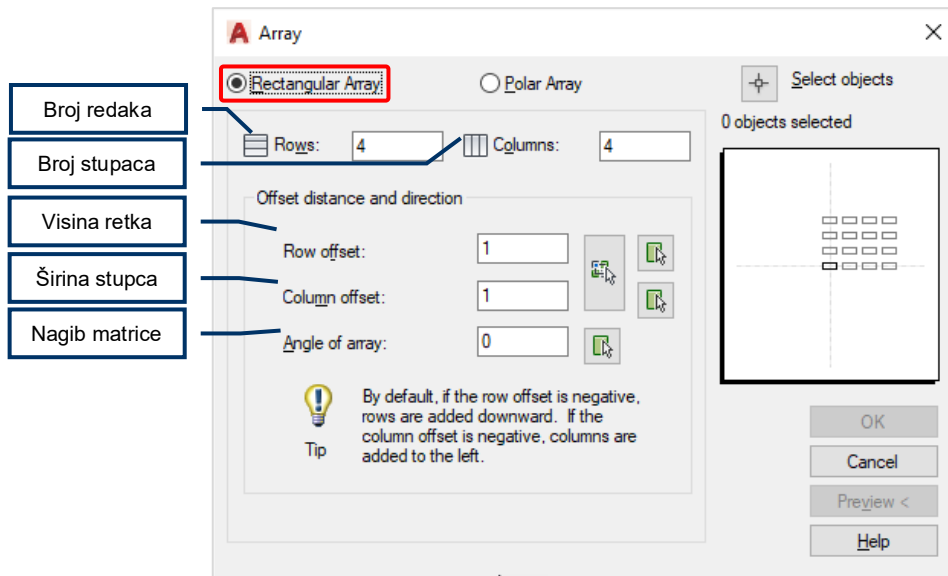 Array
Rectangular Array
Polar Array
Select objects
0 objects selected
Broj redaka
Rows: 4
Columns: 4
Broj stupaca
Offset distance and direction
Visina retka
Row offset: 1
Širina stupca
Column offset: 1
Nagib matrice
Angle of array: 0
Tip
By default, if the row offset is negative,
rows are added downward. If the
column offset is negative, columns are
added to the left.
OK
Cancel
Preview <
Help